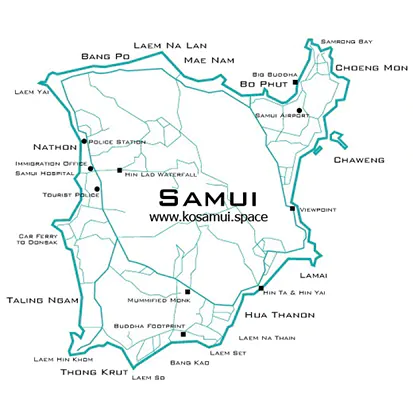 Samrong Bay
Laem Na Lan
Bang Po
Mae Nam
Choeng Mon
Big Buddha
Bo Phut
Laem Yai
Samui Airport
Police Station
Nathon
Chaweng
Immigration Office
Samui Hospital
Hin Lad Waterfall
Tourist Police
Samui
www.kosamui.space
Viewpoint
Car Ferry
to Donsak
Lamai
Hin Ta & Hin Yai
Taling Ngam
Mummified Monk
Hua Thanon
Buddha Footprint
Laem Na Thain
Laem Set
Laem Hin Khom
Bang Kao
Thong Krut
Laem So